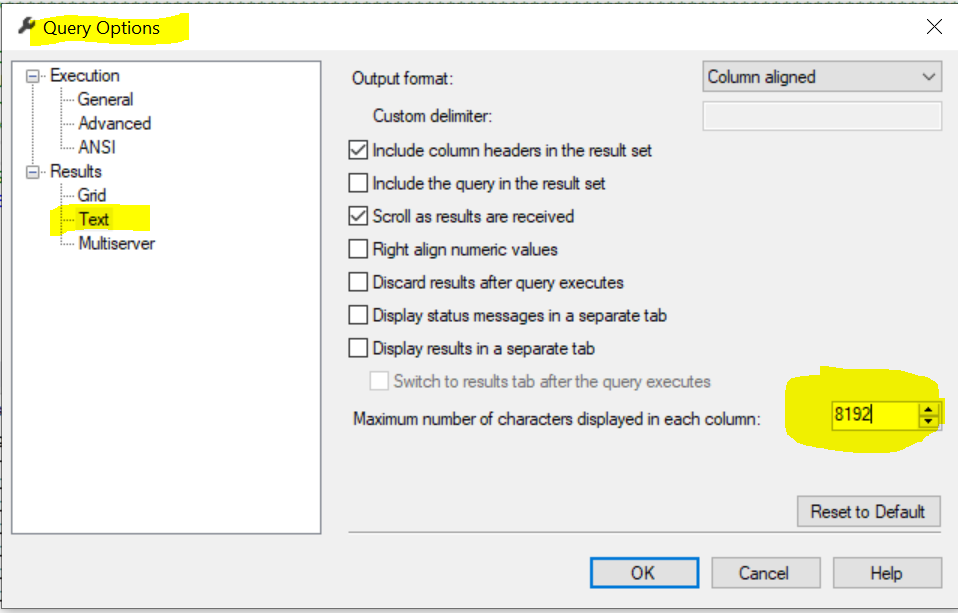 Query Options
Execution
General
Advanced
ANSI
Results
Grid
Text
Multiserver
Output format:
Column aligned
Custom delimiter:
Include column headers in the result set
Include the query in the result set
Scroll as results are received
Right align numeric values
Discard results after query executes
Display status messages in a separate tab
Display results in a separate tab
Switch to results tab after the query executes
Maximum number of characters displayed in each column:
8192
Reset to Default
OK
Cancel
Help